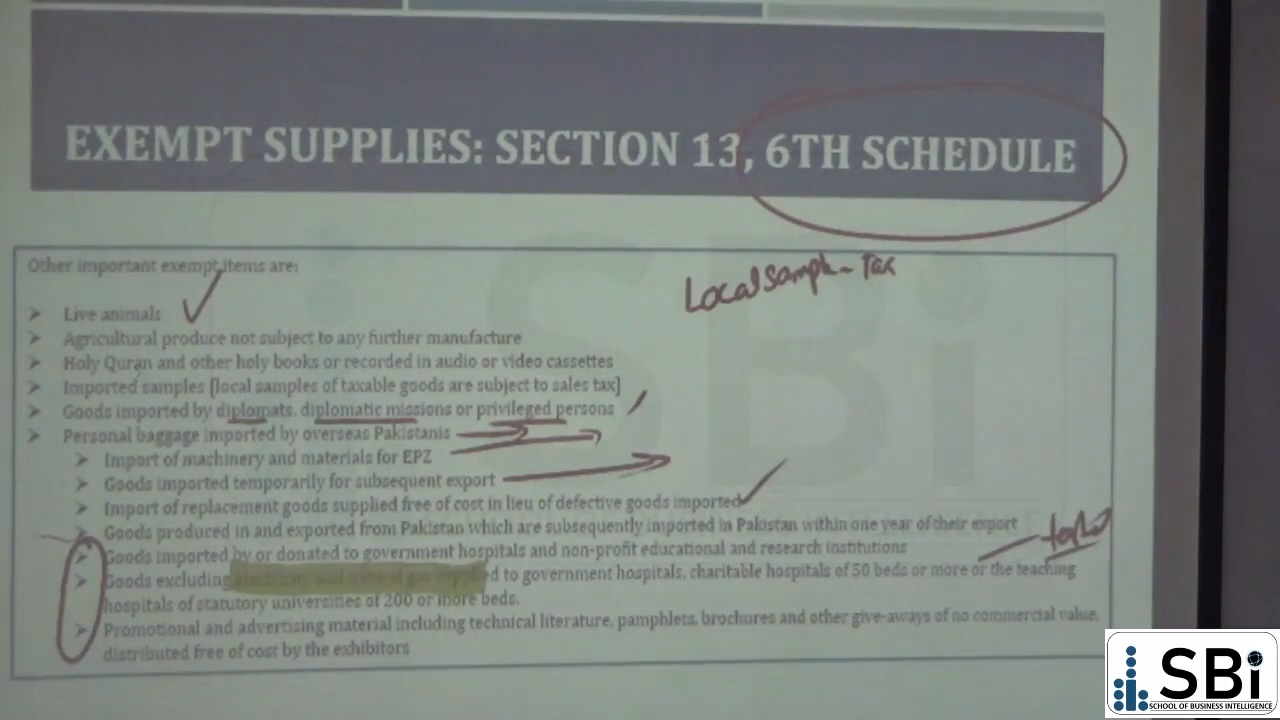 EXEMPT SUPPLIES: SECTION 13, 6TH SCHEDULE
Other important exempt items are:
Local Sample - Tax
Live animals
Agricultural produce not subject to any further manufacture
Holy Quran and other holy books or recorded in audio or video cassettes
Imported samples [local samples of taxable goods are subject to sales tax]
Goods imported by diplomats, diplomatic missions or privileged persons
Personal baggage imported by overseas Pakistanis
Import of machinery and materials for EPZ
Goods imported temporarily for subsequent export
Import of replacement goods supplied free of cost in lieu of defective goods imported
Goods produced in and exported from Pakistan which are subsequently imported in Pakistan within one year of their export
Goods imported by or donated to government hospitals and non-profit educational and research institutions
Goods excluding electricity and natural gas supplied to government hospitals, charitable hospitals of 50 beds or more or the teaching
hospitals of statutory universities of 200 or more beds.
Promotional and advertising material including technical literature, pamphlets, brochures and other give-aways of no commercial value,
distributed free of cost by the exhibitors
SBi
SCHOOL OF BUSINESS INTELLIGENCE